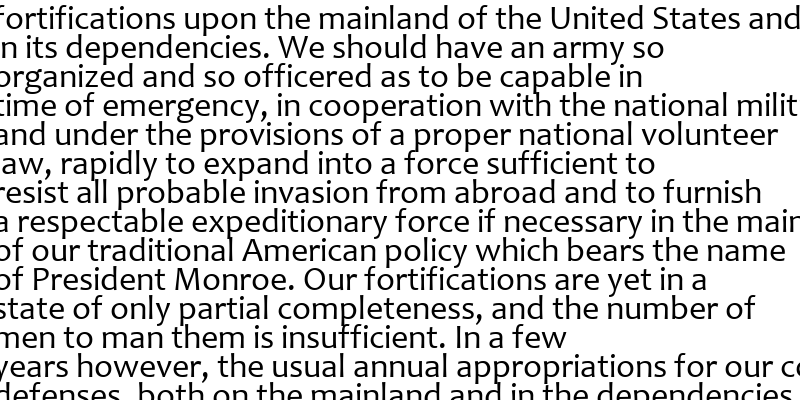 fortifications upon the mainland of the United States and
in its dependencies. We should have an army so
organized and so officered as to be capable in
time of emergency, in cooperation with the national milit
and under the provisions of a proper national volunteer
law, rapidly to expand into a force sufficient to
resist all probable invasion from abroad and to furnish
a respectable expeditionary force if necessary in the main
of our traditional American policy which bears the name
of President Monroe. Our fortifications are yet in a
state of only partial completeness, and the number of
men to man them is insufficient. In a few
years however, the usual annual appropriations for our co
defenses, both on the mainland and in the dependencies,